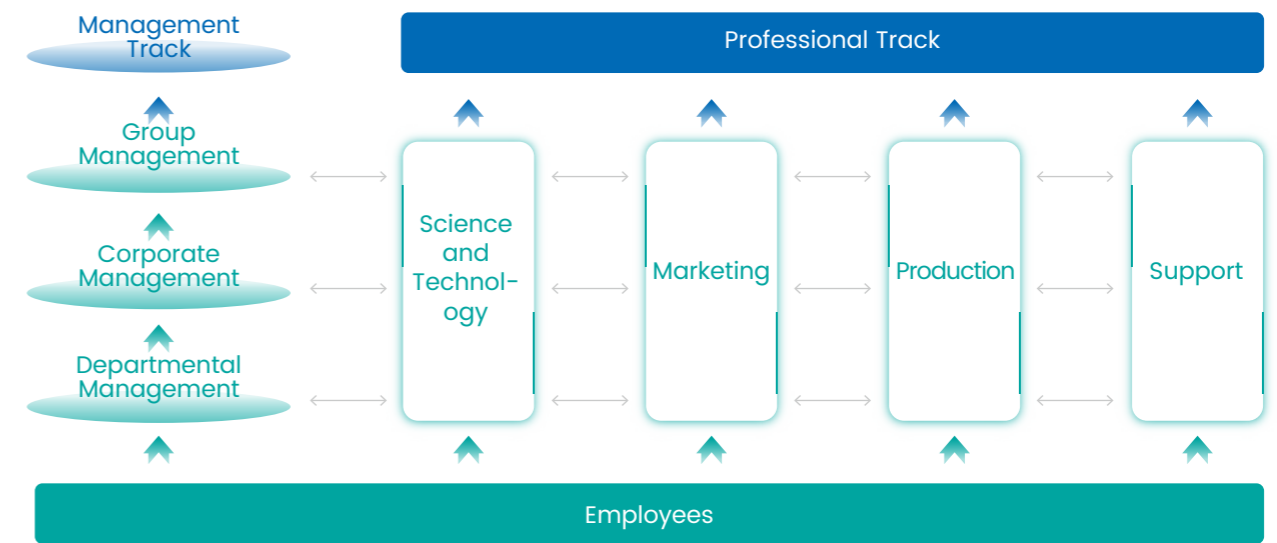 Management
Track
Professional Track
Group
Management
Corporate
Management
Departmental
Management
Science
and
Technol-
ogy
Marketing
Production
Support
Employees